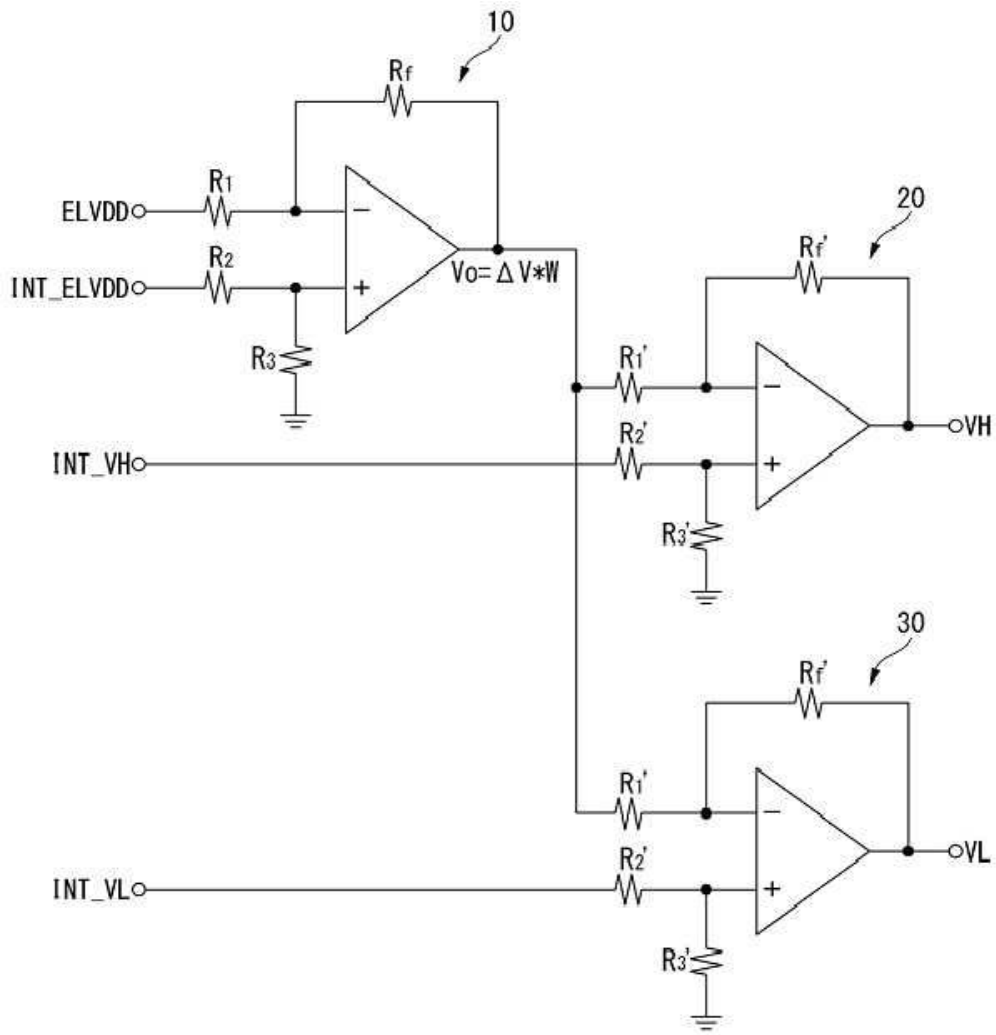 10
Rf
R1
ELVDD
−
20
R2
Vo=ΔV*W
Rf'
INT_ELVDD
+
R3
R1'
−
R2'
VH
INT_VH
+
R3'
30
Rf'
R1'
−
R2'
VL
INT_VL
+
R3'